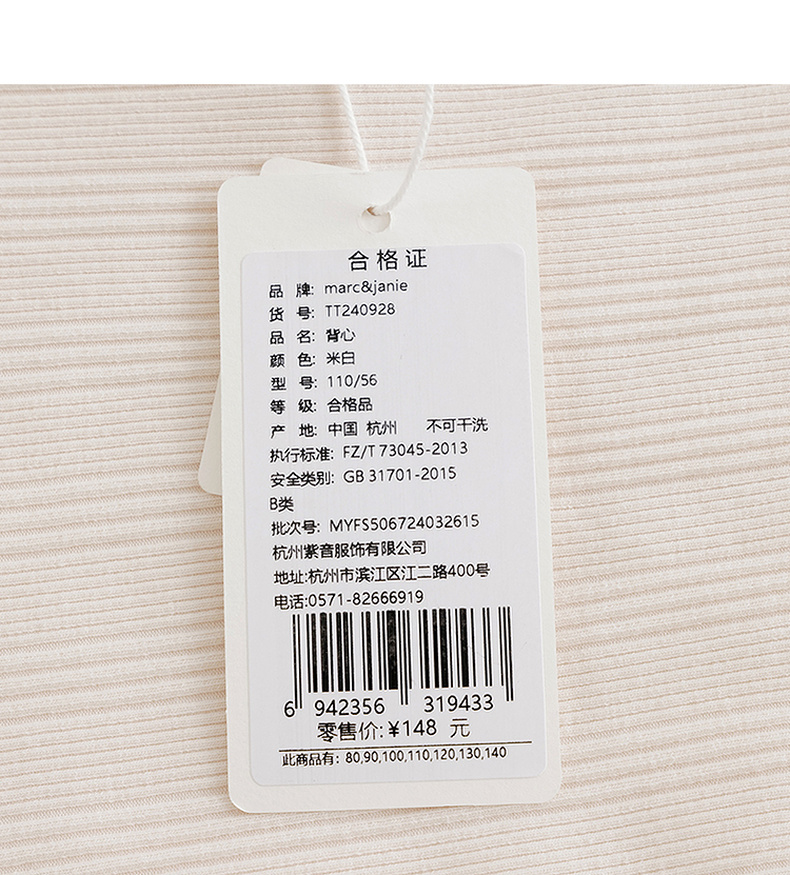 合格证
品 牌: marc&janie
货 号: TT240928
品 名: 背心
颜 色: 米白
型 号: 110/56
等 级: 合格品
产 地: 中国 杭州 不可干洗
执行标准: FZ/T 73045-2013
安全类别: GB 31701-2015
B类
批次号: MYFS506724032615
杭州紫音服饰有限公司
地址:杭州市滨江区江二路400号
电话:0571-82666919
6 942356 319433
零售价:¥148 元
此商品有: 80,90,100,110,120,130,140